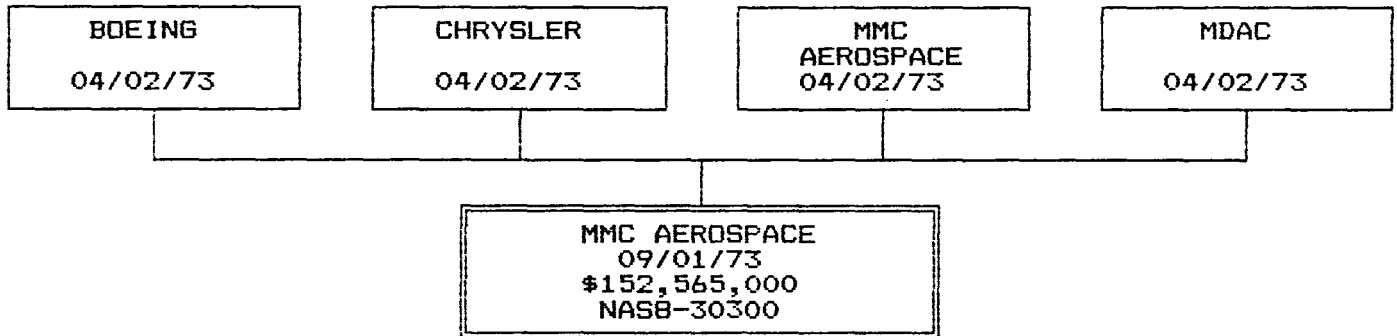 BOEING
04/02/73
CHRYSLER
04/02/73
MMC
AEROSPACE
04/02/73
MDAC
04/02/73
MMC AEROSPACE
09/01/73
$152,565,000
NAS8-30300